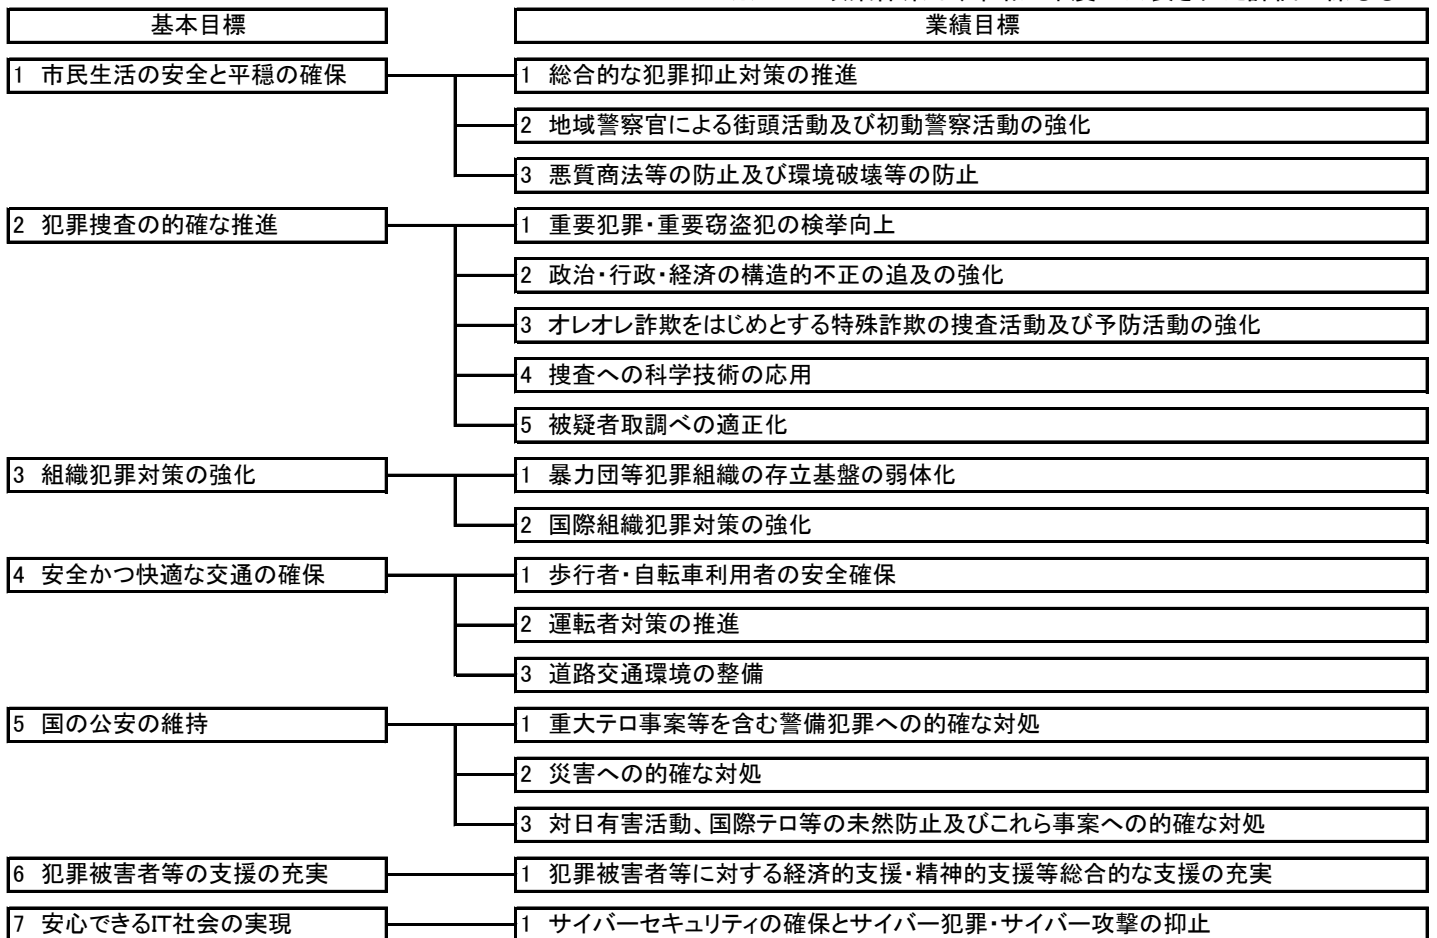 基本目標 業績目標
1 市民生活の安全と平穏の確保 1 総合的な犯罪抑止対策の推進
2 地域警察官による街頭活動及び初動警察活動の強化
3 悪質商法等の防止及び環境破壊等の防止
2 犯罪捜査の的確な推進 1 重要犯罪・重要窃盗犯の検挙向上
2 政治・行政・経済の構造的不正の追及の強化
3 オレオレ詐欺をはじめとする特殊詐欺の捜査活動及び予防活動の強化
4 捜査への科学技術の応用
5 被疑者取調べの適正化
3 組織犯罪対策の強化 1 暴力団等犯罪組織の存立基盤の弱体化
2 国際組織犯罪対策の強化
4 安全かつ快適な交通の確保 1 歩行者・自転車利用者の安全確保
2 運転者対策の推進
3 道路交通環境の整備
5 国の公安の維持 1 重大テロ事案等を含む警備犯罪への的確な対処
2 災害への的確な対処
3 対日有害活動、国際テロ等の未然防止及びこれら事案への的確な対処
6 犯罪被害者等の支援の充実 1 犯罪被害者等に対する経済的支援・精神的支援等総合的な支援の充実
7 安心できるIT社会の実現 1 サイバーセキュリティの確保とサイバー犯罪・サイバー攻撃の抑止